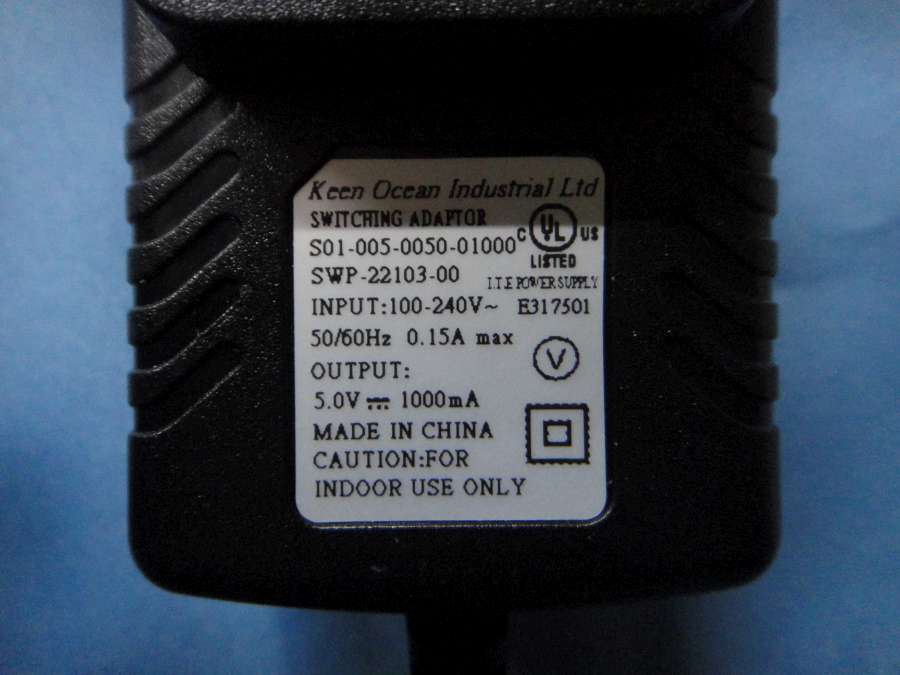 Keen Ocean Industrial Ltd
SWITCHING ADAPTOR
S01-005-0050-01000
C UL US
LISTED
SWP-22103-00
I.T.E POWER SUPPLY
INPUT:100-240V~ E317501
50/60Hz 0.15A max
V
OUTPUT:
5.0V ⎓ 1000mA
MADE IN CHINA
CAUTION:FOR
INDOOR USE ONLY